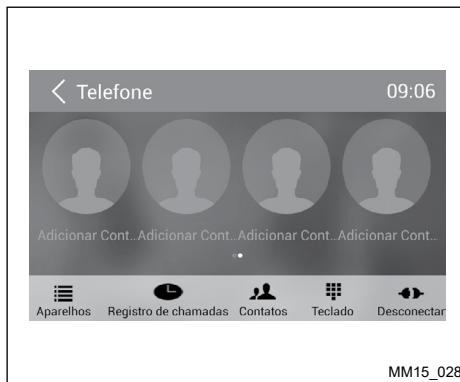 Telefone 09:06
Adicionar Cont.. Adicionar Cont.. Adicionar Cont.. Adicionar Cont..
Aparelhos Registro de chamadas Contatos Teclado Desconectar
MM15_028